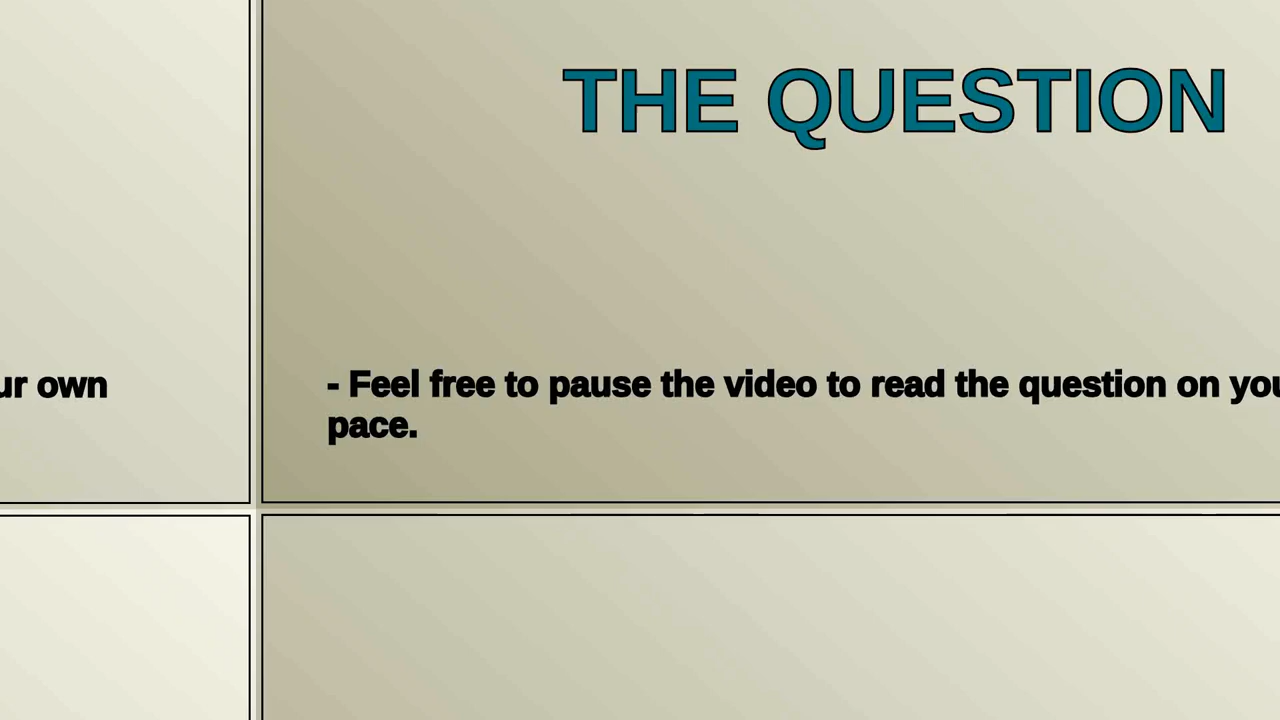 THE QUESTION
ur own
- Feel free to pause the video to read the question on you
pace.